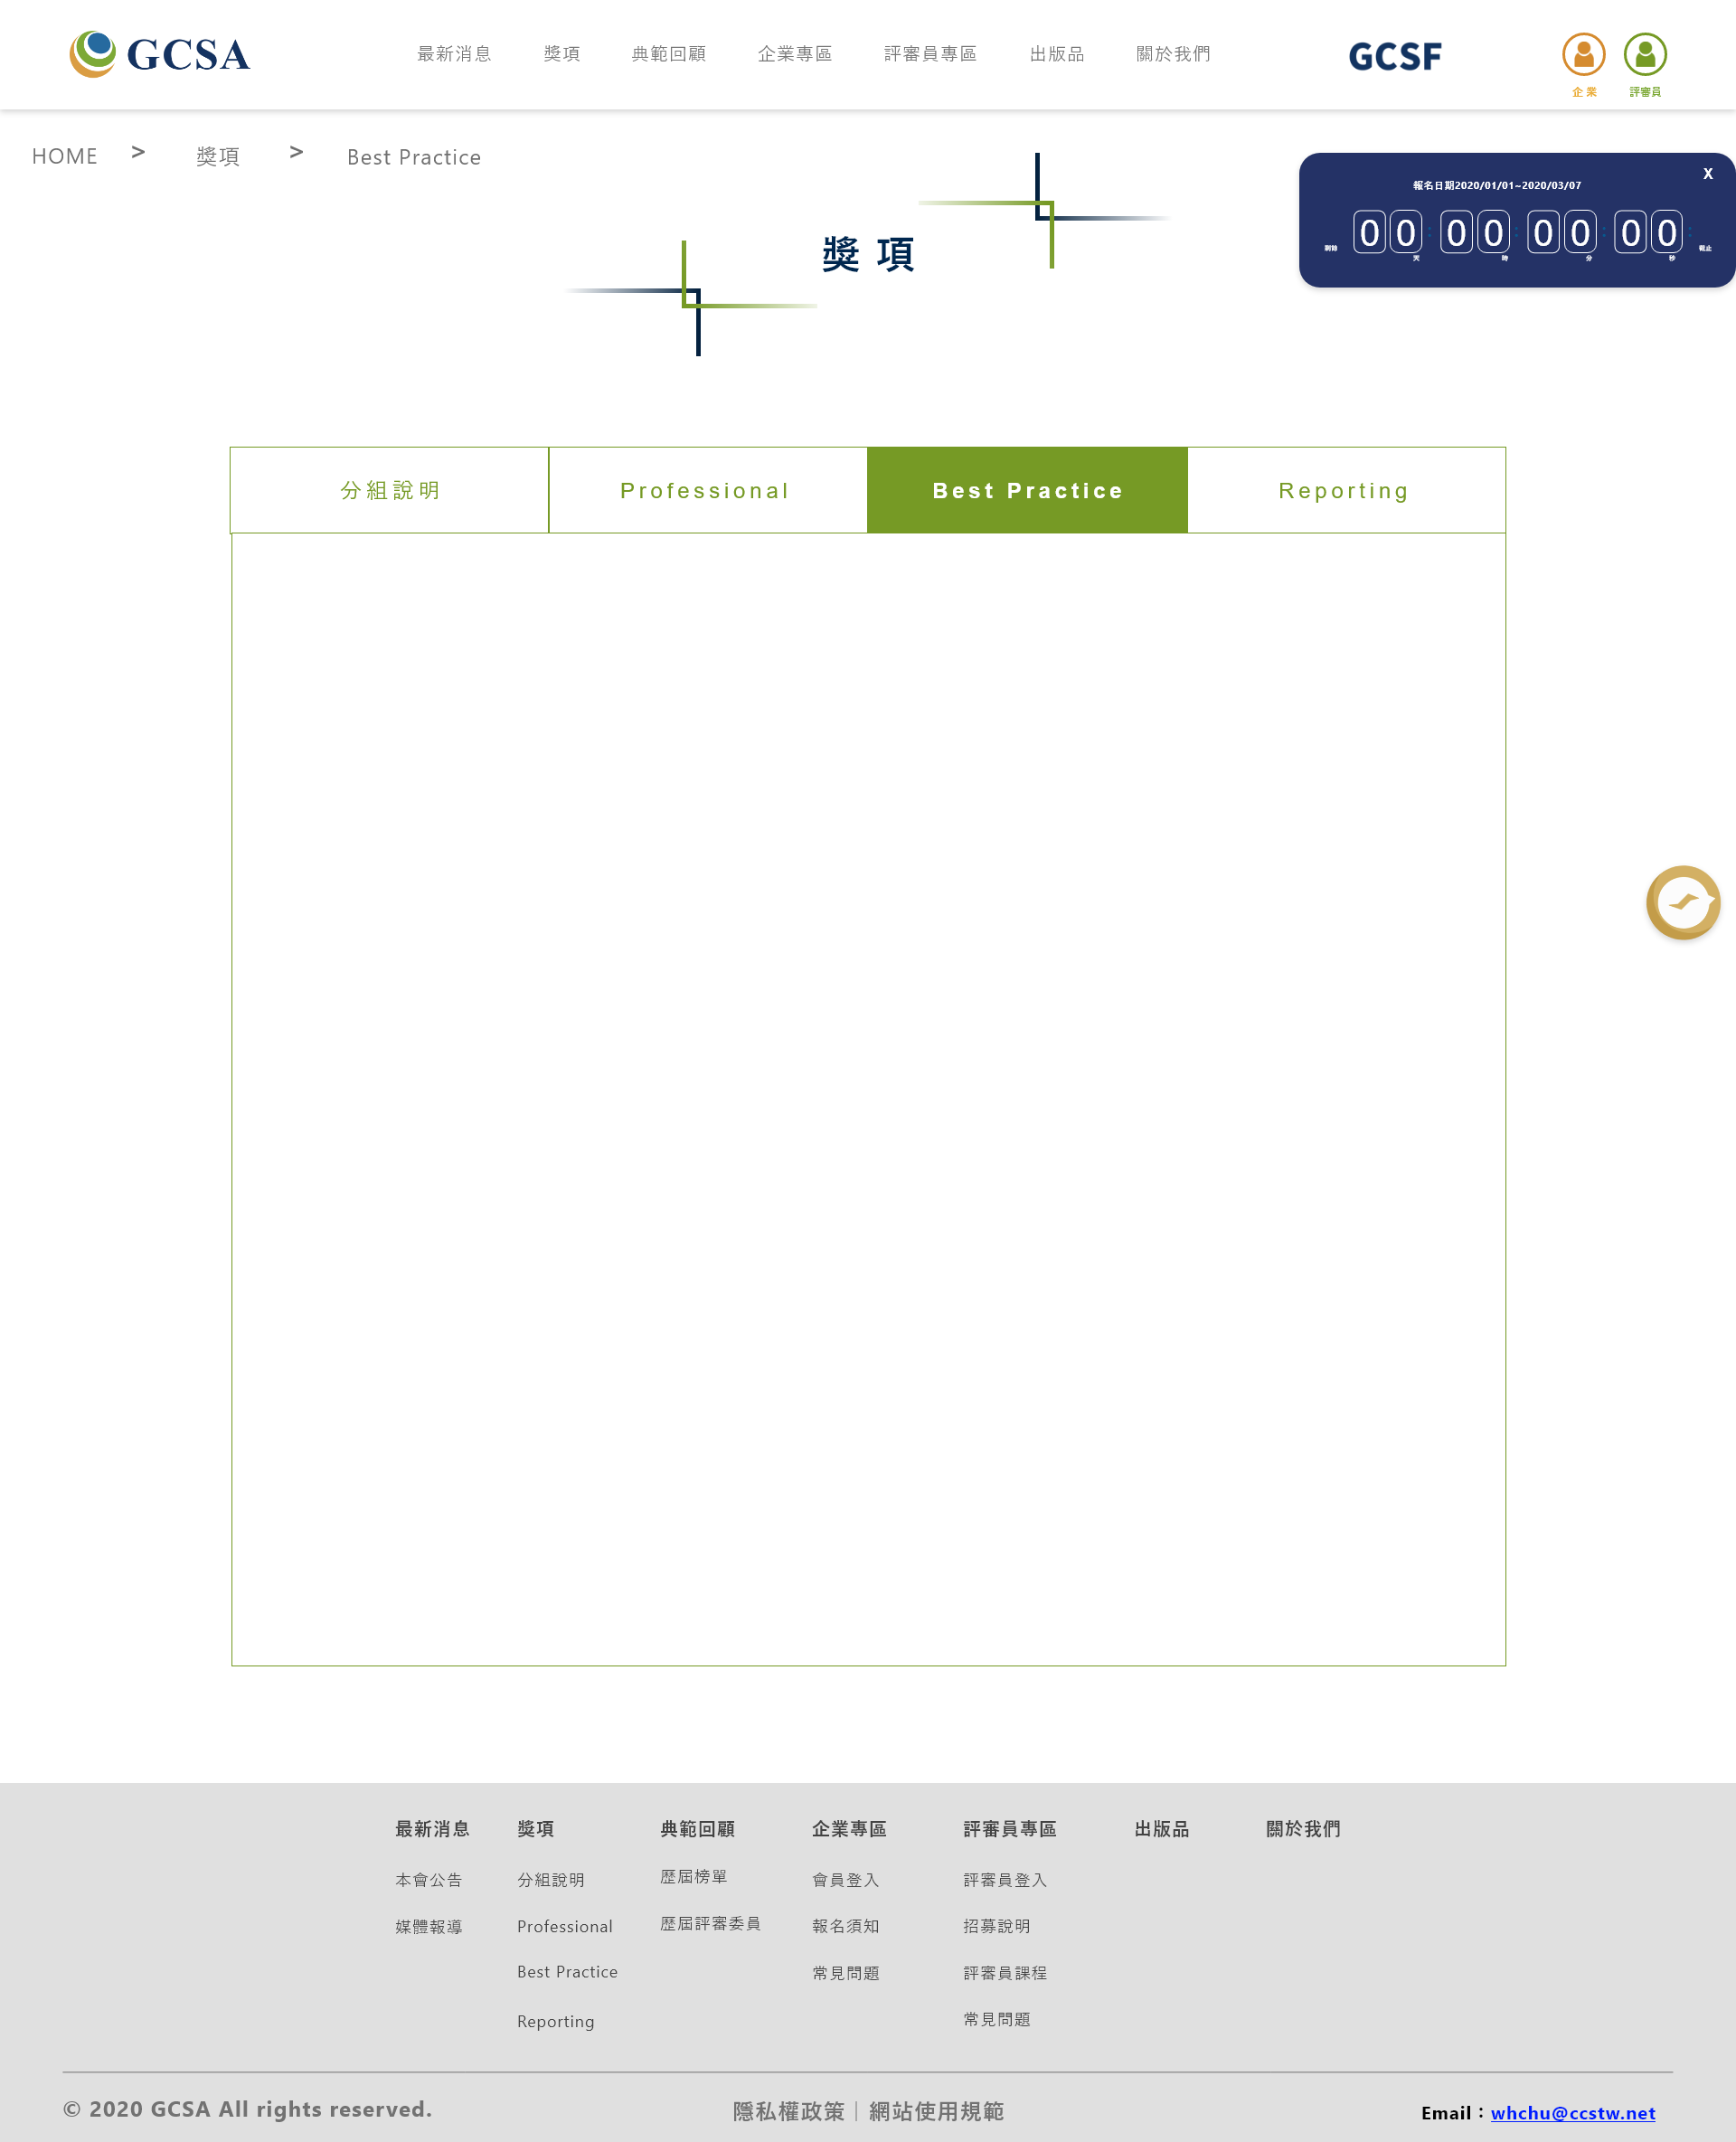 GCSA
最新消息 獎項 典範回顧 企業專區 評審員專區 出版品 關於我們
GCSF
企業 評審員
HOME > 獎項 > Best Practice
X
報名日期2020/01/01~2020/03/07
剩餘 00 : 00 : 00 : 00 : 截止
天 時 分 秒
獎項
分組說明 Professional Best Practice Reporting
最新消息 獎項 典範回顧 企業專區 評審員專區 出版品 關於我們
本會公告 分組說明 歷屆榜單 會員登入 評審員登入
媒體報導 Professional 歷屆評審委員 報名須知 招募說明
Best Practice 常見問題 評審員課程
Reporting 常見問題
© 2020 GCSA All rights reserved.
隱私權政策｜網站使用規範
Email：whchu@ccstw.net